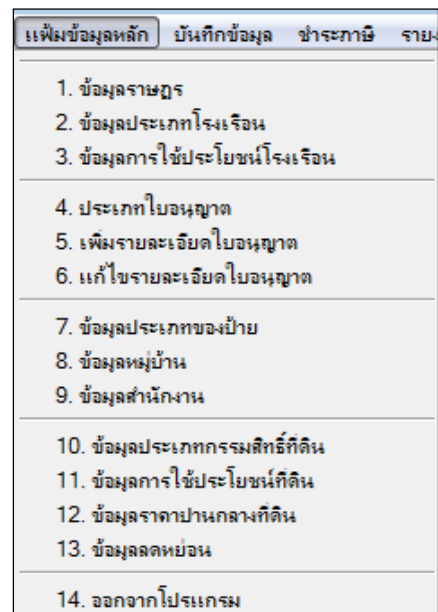 แฟ้มข้อมูลหลัก บันทึกข้อมูล ชำระภาษี
1. ข้อมูลราษฎร
2. ข้อมูลประเภทโรงเรือน
3. ข้อมูลการใช้ประโยชน์โรงเรือน
4. ประเภทใบอนุญาต
5. เพิ่มรายละเอียดใบอนุญาต
6. แก้ไขรายละเอียดใบอนุญาต
7. ข้อมูลประเภทของป้าย
8. ข้อมูลหมู่บ้าน
9. ข้อมูลสำนักงาน
10. ข้อมูลประเภทกรรมสิทธิ์ที่ดิน
11. ข้อมูลการใช้ประโยชน์ที่ดิน
12. ข้อมูลราคาปานกลางที่ดิน
13. ข้อมูลลดหย่อน
14. ออกจากโปรแกรม